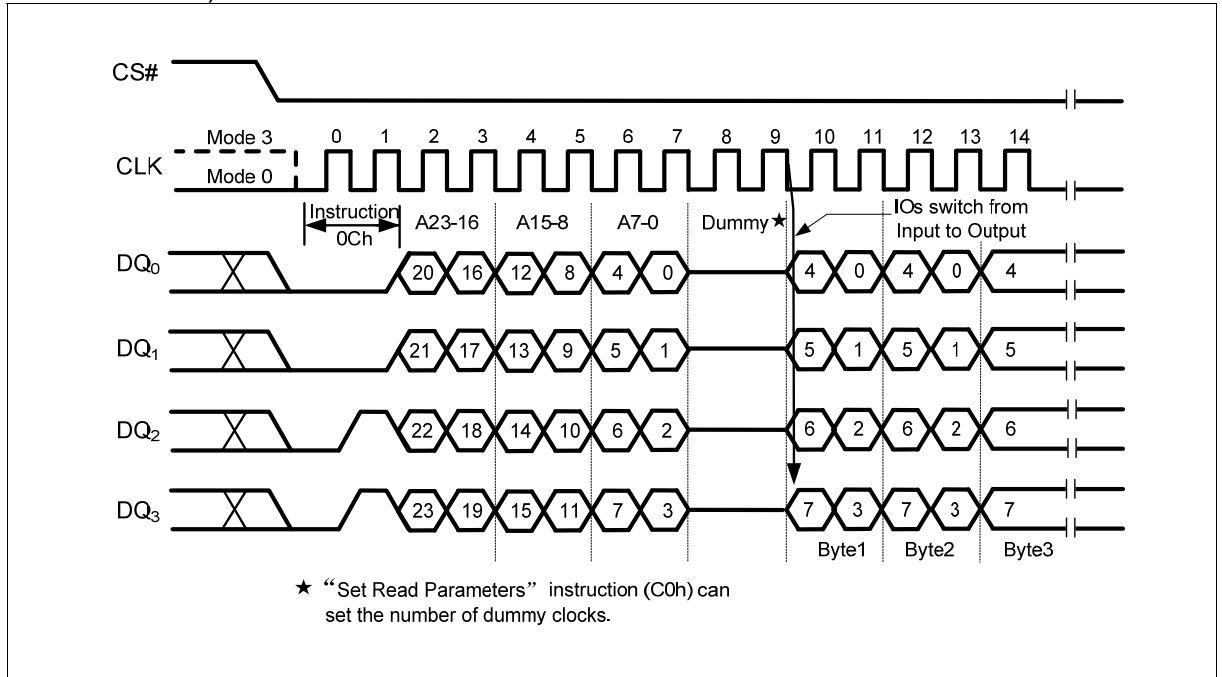 CS#
Mode 3
0 1 2 3 4 5 6 7 8 9 10 11 12 13 14
CLK
Mode 0
Instruction
0Ch
A23-16 A15-8 A7-0 Dummy★
IOs switch from
Input to Output
DQ0 20 16 12 8 4 0 4 0 4 0 4
DQ1 21 17 13 9 5 1 5 1 5 1 5
DQ2 22 18 14 10 6 2 6 2 6 2 6
DQ3 23 19 15 11 7 3 7 3 7 3 7
Byte1 Byte2 Byte3
★ “Set Read Parameters” instruction (C0h) can
set the number of dummy clocks.